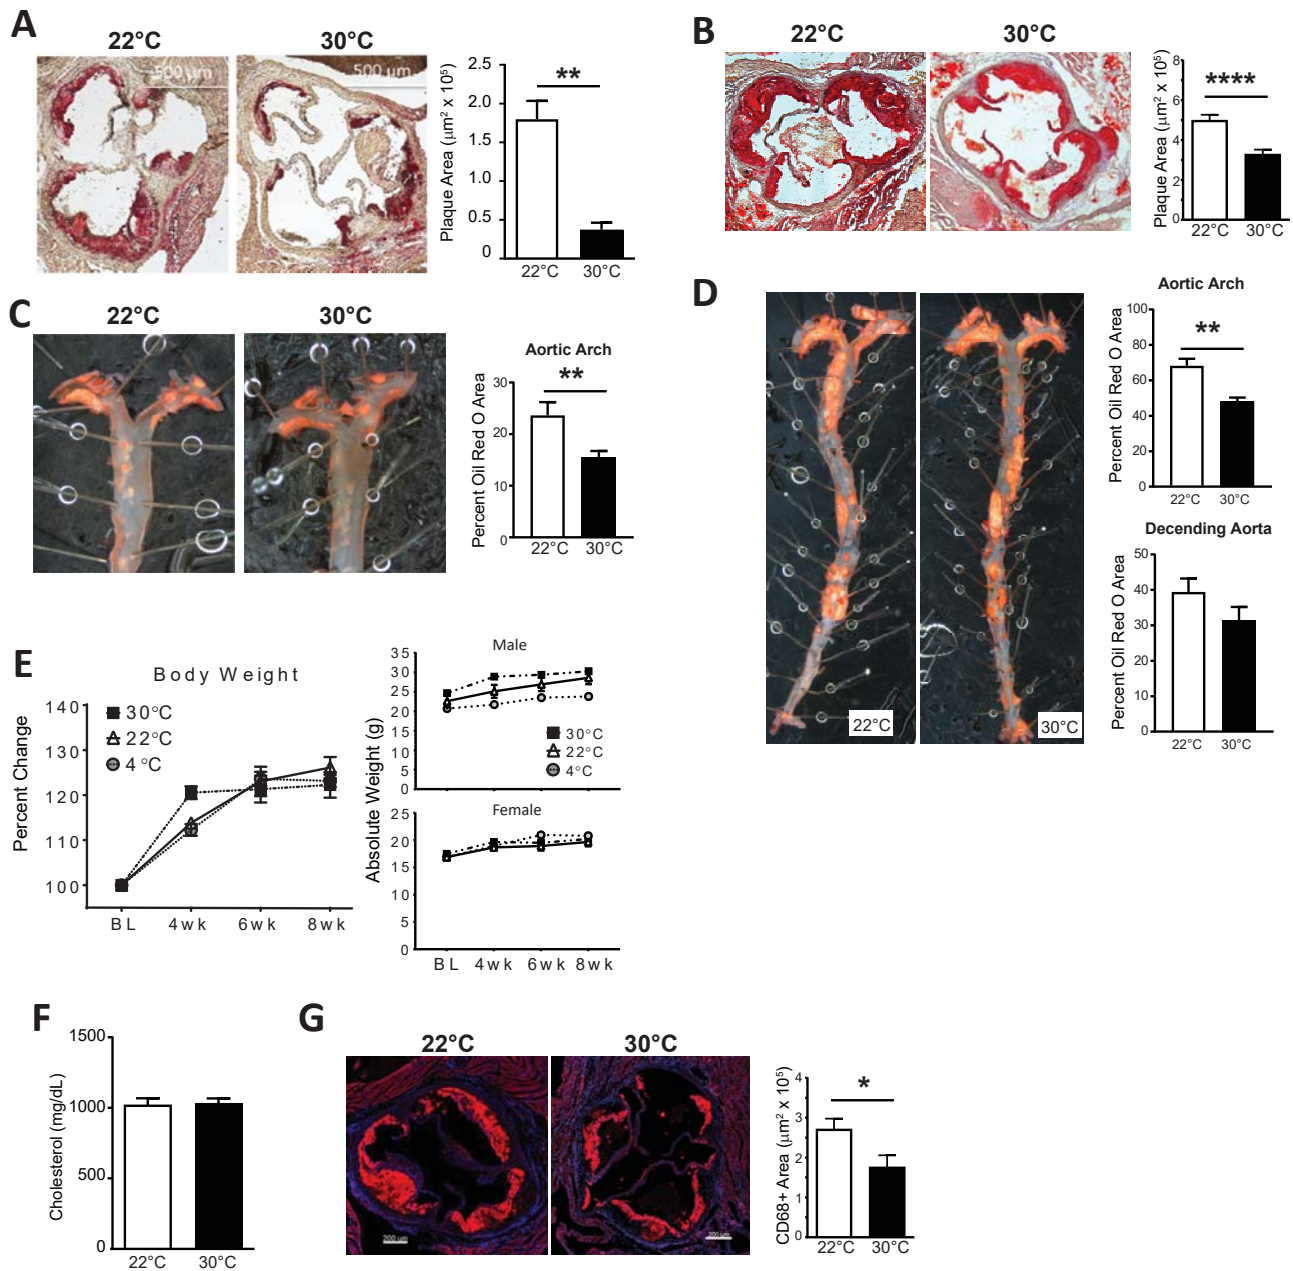 A
22°C
30°C
500 µm
500 µm
Plaque Area (µm² x 10⁵)
2.5
2.0
1.5
1.0
0.5
0
**
22°C
30°C
B
22°C
30°C
Plaque Area (µm² x 10⁵)
8
6
4
2
0
****
22°C
30°C
C
22°C
30°C
Aortic Arch
Percent Oil Red O Area
30
20
10
0
**
22°C
30°C
D
22°C
30°C
Aortic Arch
Percent Oil Red O Area
100
80
60
40
20
0
**
22°C
30°C
Decending Aorta
Percent Oil Red O Area
50
40
30
20
10
0
22°C
30°C
E
Body Weight
Percent Change
140
130
120
110
100
30°C
22°C
4°C
BL
4wk
6wk
8wk
Absolute Weight (g)
Male
35
30
25
20
15
10
5
0
30°C
22°C
4°C
Female
25
20
15
10
5
0
BL
4wk
6wk
8wk
F
Cholesterol (mg/dL)
1500
1000
500
0
22°C
30°C
G
22°C
30°C
200 µm
200 µm
CD68+ Area (µm² x 10⁵)
4
3
2
1
0
*
22°C
30°C